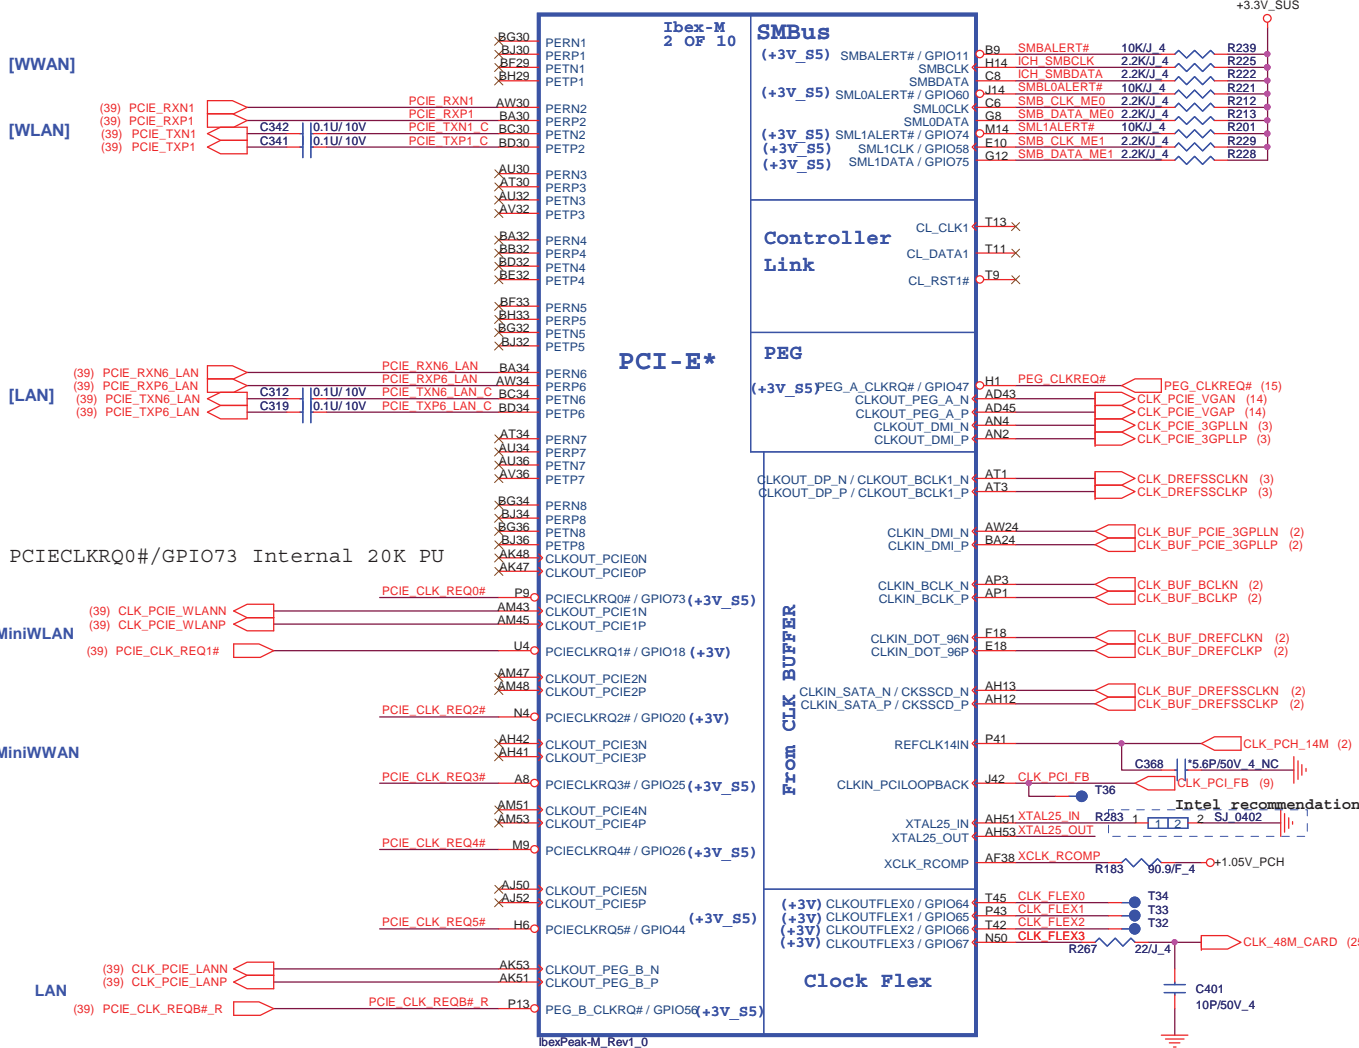 +3.3V_SUS
Ibex-M
2 OF 10
SMBus
[WWAN]
BG30 PERN1
BJ30 PERP1
BF29 PETN1
BH29 PETP1
(+3V_S5) SMBALERT# / GPIO11 B9 SMBALERT# 10K/J_4 R239
SMBCLK H14 ICH_SMBCLK 2.2K/J_4 R225
SMBDATA C8 ICH_SMBDATA 2.2K/J_4 R222
(+3V_S5) SML0ALERT# / GPIO60 J14 SMBL0ALERT# 10K/J_4 R221
SML0CLK C6 SMB_CLK_ME0 2.2K/J_4 R212
SML0DATA G8 SMB_DATA_ME0 2.2K/J_4 R213
(+3V_S5) SML1ALERT# / GPIO74 M14 SML1ALERT# 10K/J_4 R201
(+3V_S5) SML1CLK / GPIO58 E10 SMB_CLK_ME1 2.2K/J_4 R229
(+3V_S5) SML1DATA / GPIO75 G12 SMB_DATA_ME1 2.2K/J_4 R228
[WLAN]
(39) PCIE_RXN1 PCIE_RXN1 AW30 PERN2
(39) PCIE_RXP1 PCIE_RXP1 BA30 PERP2
(39) PCIE_TXN1 C342 0.1U/ 10V PCIE_TXN1_C BC30 PETN2
(39) PCIE_TXP1 C341 0.1U/ 10V PCIE_TXP1_C BD30 PETP2
AU30 PERN3
AT30 PERP3
AU32 PETN3
AV32 PETP3
Controller
Link
CL_CLK1 T13
CL_DATA1 T11
CL_RST1# T9
BA32 PERN4
BB32 PERP4
BD32 PETN4
BE32 PETP4
BF33 PERN5
BH33 PERP5
BG32 PETN5
BJ32 PETP5
PCI-E*
PEG
[LAN]
(39) PCIE_RXN6_LAN PCIE_RXN6_LAN BA34 PERN6
(39) PCIE_RXP6_LAN PCIE_RXP6_LAN AW34 PERP6
(39) PCIE_TXN6_LAN C312 0.1U/ 10V PCIE_TXN6_LAN_C BC34 PETN6
(39) PCIE_TXP6_LAN C319 0.1U/ 10V PCIE_TXP6_LAN_C BD34 PETP6
(+3V_S5) PEG_A_CLKRQ# / GPIO47 H1 PEG_CLKREQ# PEG_CLKREQ# (15)
CLKOUT_PEG_A_N AD43 CLK_PCIE_VGAN (14)
CLKOUT_PEG_A_P AD45 CLK_PCIE_VGAP (14)
CLKOUT_DMI_N AN4 CLK_PCIE_3GPLLN (3)
CLKOUT_DMI_P AN2 CLK_PCIE_3GPLLP (3)
AT34 PERN7
AU34 PERP7
AU36 PETN7
AV36 PETP7
CLKOUT_DP_N / CLKOUT_BCLK1_N AT1 CLK_DREFSSCLKN (3)
CLKOUT_DP_P / CLKOUT_BCLK1_P AT3 CLK_DREFSSCLKP (3)
BG34 PERN8
BJ34 PERP8
BG36 PETN8
BJ36 PETP8
CLKIN_DMI_N AW24 CLK_BUF_PCIE_3GPLLN (2)
CLKIN_DMI_P BA24 CLK_BUF_PCIE_3GPLLP (2)
PCIECLKRQ0#/GPIO73 Internal 20K PU
AK48 CLKOUT_PCIE0N
AK47 CLKOUT_PCIE0P
PCIE_CLK_REQ0# P9 PCIECLKRQ0# / GPIO73 (+3V_S5)
CLKIN_BCLK_N AP3 CLK_BUF_BCLKN (2)
CLKIN_BCLK_P AP1 CLK_BUF_BCLKP (2)
MiniWLAN
(39) CLK_PCIE_WLANN AM43 CLKOUT_PCIE1N
(39) CLK_PCIE_WLANP AM45 CLKOUT_PCIE1P
(39) PCIE_CLK_REQ1# U4 PCIECLKRQ1# / GPIO18 (+3V)
From CLK BUFFER
CLKIN_DOT_96N F18 CLK_BUF_DREFCLKN (2)
CLKIN_DOT_96P E18 CLK_BUF_DREFCLKP (2)
AM47 CLKOUT_PCIE2N
AM48 CLKOUT_PCIE2P
PCIE_CLK_REQ2# N4 PCIECLKRQ2# / GPIO20 (+3V)
CLKIN_SATA_N / CKSSCD_N AH13 CLK_BUF_DREFSSCLKN (2)
CLKIN_SATA_P / CKSSCD_P AH12 CLK_BUF_DREFSSCLKP (2)
MiniWWAN
AH42 CLKOUT_PCIE3N
AH41 CLKOUT_PCIE3P
PCIE_CLK_REQ3# A8 PCIECLKRQ3# / GPIO25 (+3V_S5)
REFCLK14IN P41 CLK_PCH_14M (2)
C368 *5.6P/50V_4_NC
CLKIN_PCILOOPBACK J42 CLK_PCI_FB CLK_PCI_FB (9)
T36
Intel recommendation
AM51 CLKOUT_PCIE4N
AM53 CLKOUT_PCIE4P
PCIE_CLK_REQ4# M9 PCIECLKRQ4# / GPIO26 (+3V_S5)
XTAL25_IN AH51 XTAL25_IN R283 1 1 2 2 SJ_0402
XTAL25_OUT AH53 XTAL25_OUT
XCLK_RCOMP AF38 XCLK_RCOMP R183 90.9/F_4 +1.05V_PCH
AJ50 CLKOUT_PCIE5N
AJ52 CLKOUT_PCIE5P
PCIE_CLK_REQ5# H6 PCIECLKRQ5# / GPIO44 (+3V_S5)
(+3V) CLKOUTFLEX0 / GPIO64 T45 CLK_FLEX0 T34
(+3V) CLKOUTFLEX1 / GPIO65 P43 CLK_FLEX1 T33
(+3V) CLKOUTFLEX2 / GPIO66 T42 CLK_FLEX2 T32
(+3V) CLKOUTFLEX3 / GPIO67 N50 CLK_FLEX3 R267 22/J_4 CLK_48M_CARD
Clock Flex
C401
10P/50V_4
LAN
(39) CLK_PCIE_LANN AK53 CLKOUT_PEG_B_N
(39) CLK_PCIE_LANP AK51 CLKOUT_PEG_B_P
(39) PCIE_CLK_REQB#_R PCIE_CLK_REQB#_R P13 PEG_B_CLKRQ# / GPIO56 (+3V_S5)
IbexPeak-M_Rev1_0